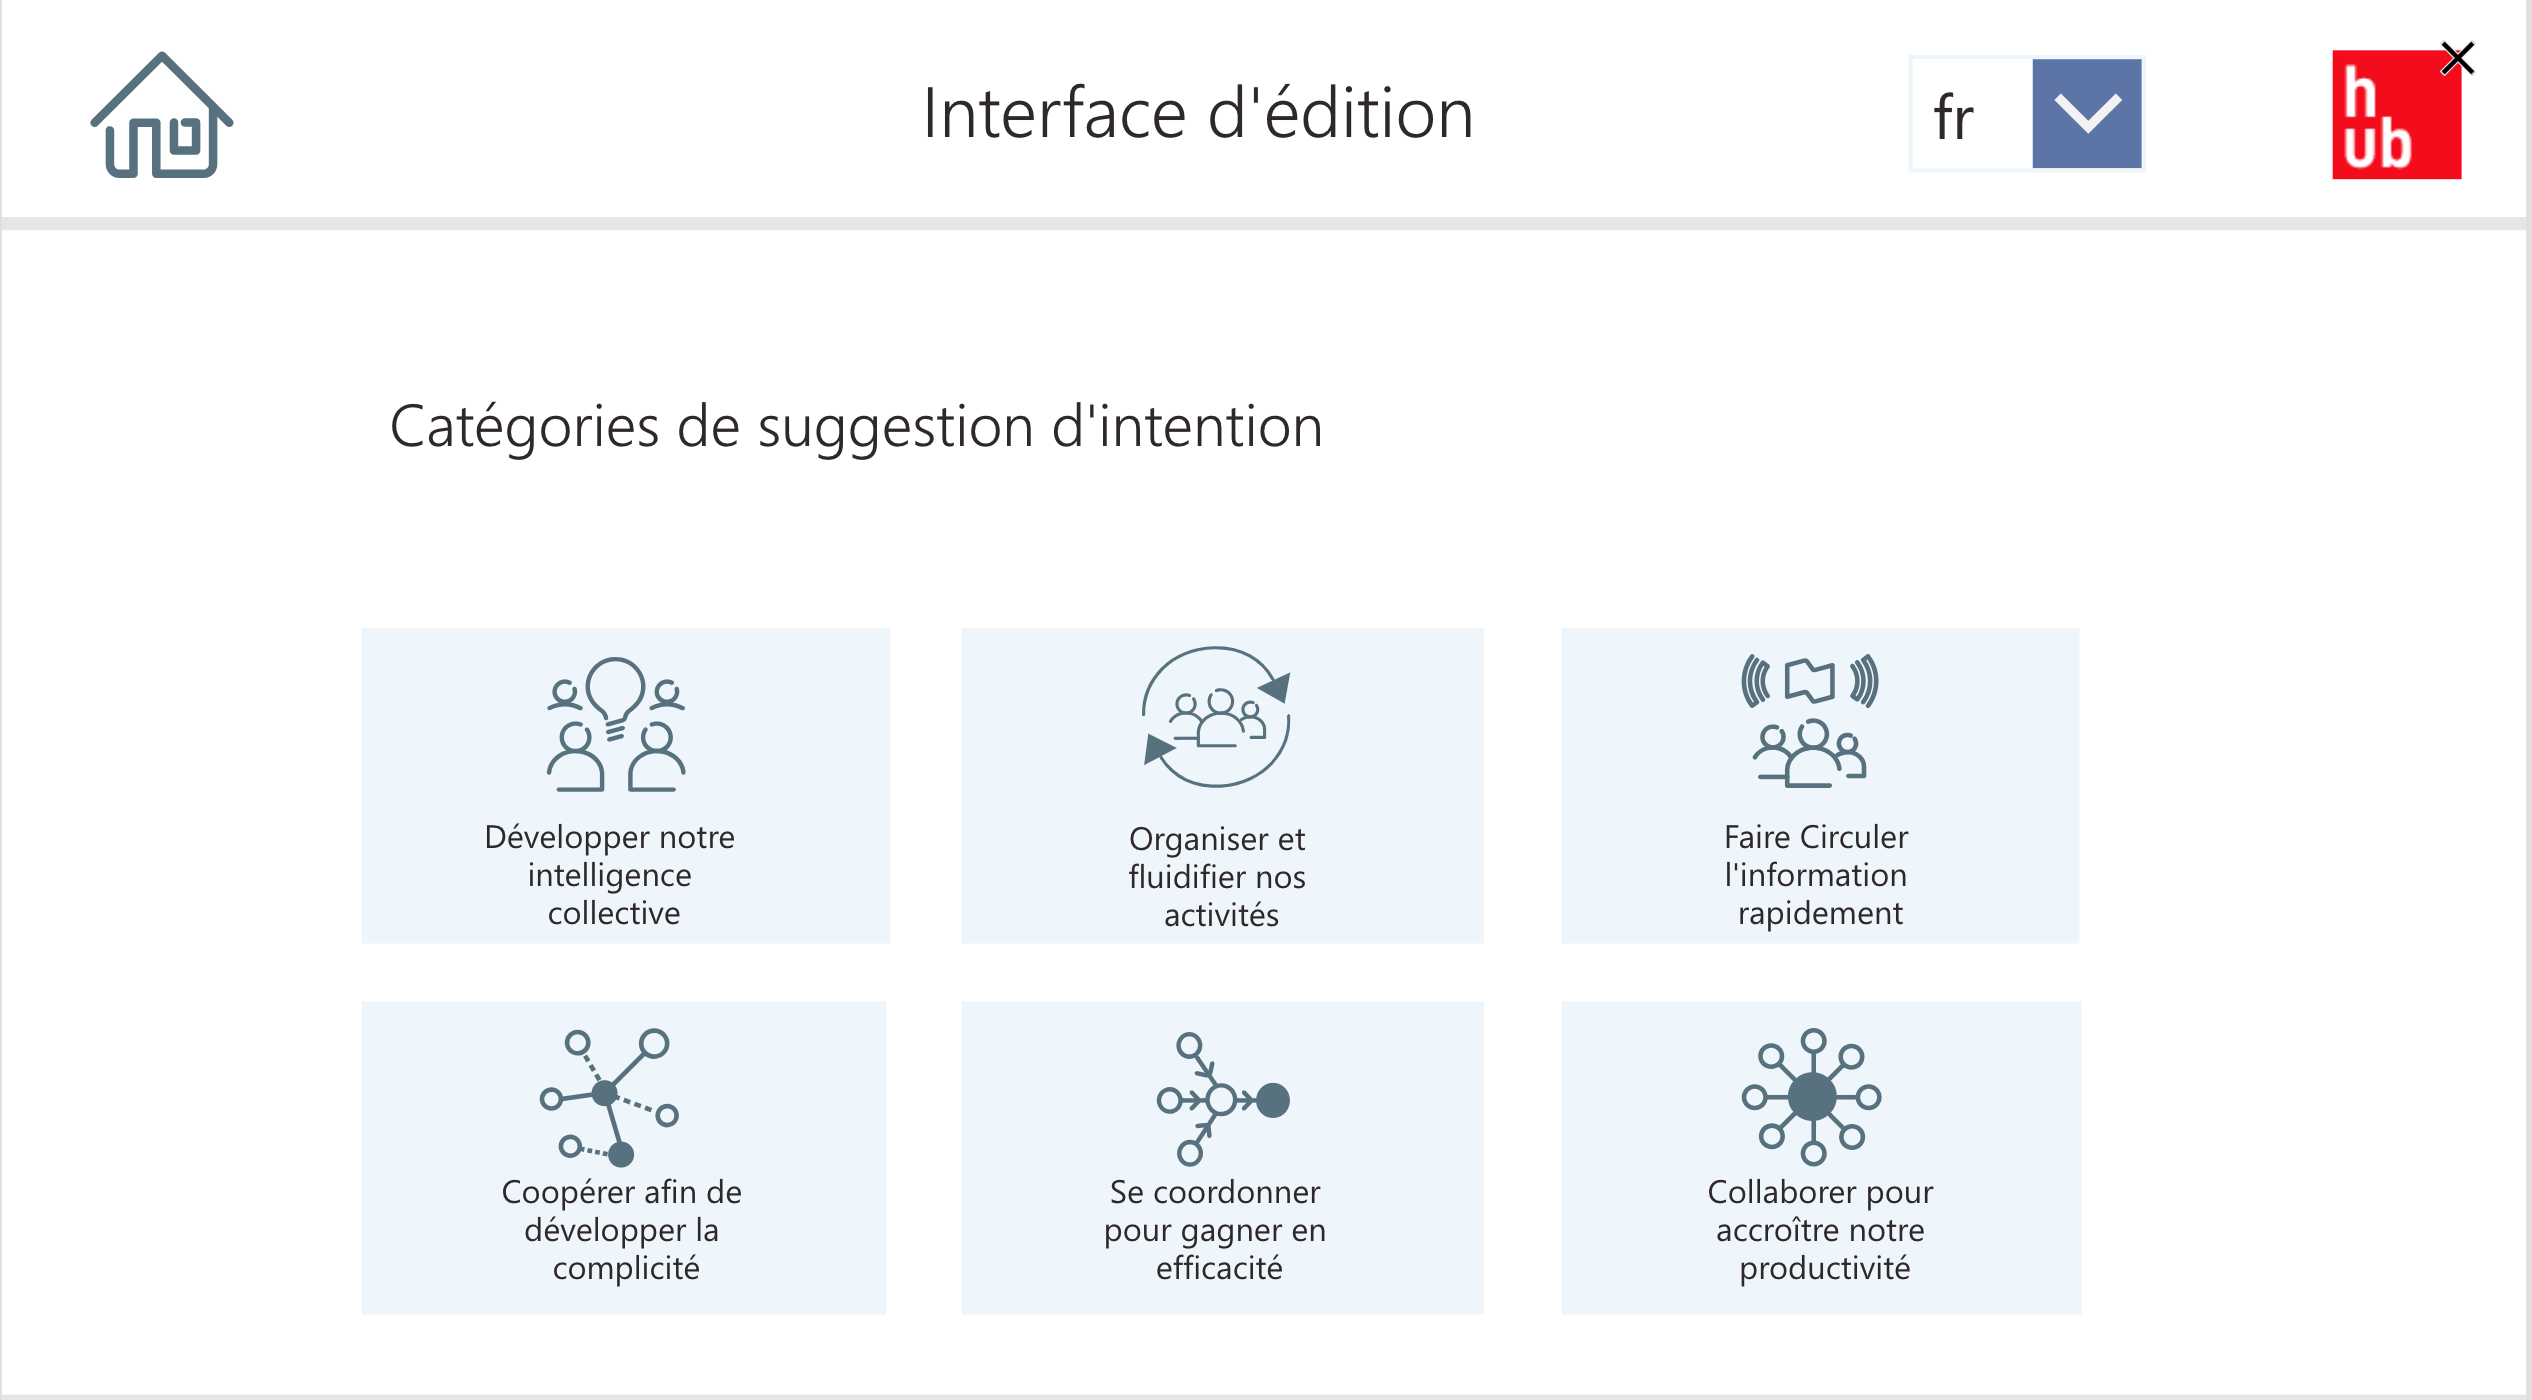 Interface d'édition
fr
h
ub
Catégories de suggestion d'intention
Développer notre
intelligence
collective
Organiser et
fluidifier nos
activités
Faire Circuler
l'information
rapidement
Coopérer afin de
développer la
complicité
Se coordonner
pour gagner en
efficacité
Collaborer pour
accroître notre
productivité